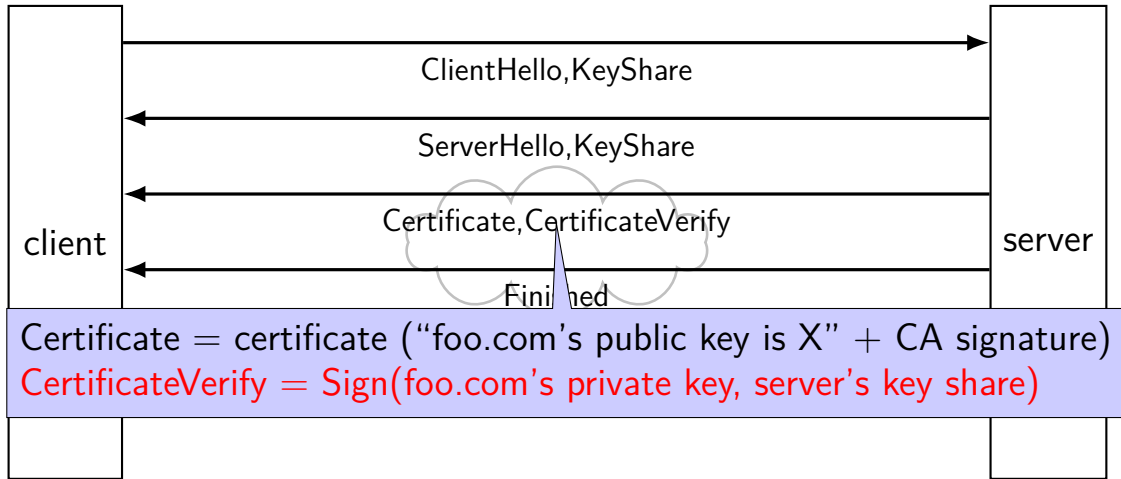 ClientHello,KeyShare
ServerHello,KeyShare
Certificate,CertificateVerify
client
server
Finished
Certificate = certificate (“foo.com’s public key is X” + CA signature)
CertificateVerify = Sign(foo.com’s private key, server’s key share)